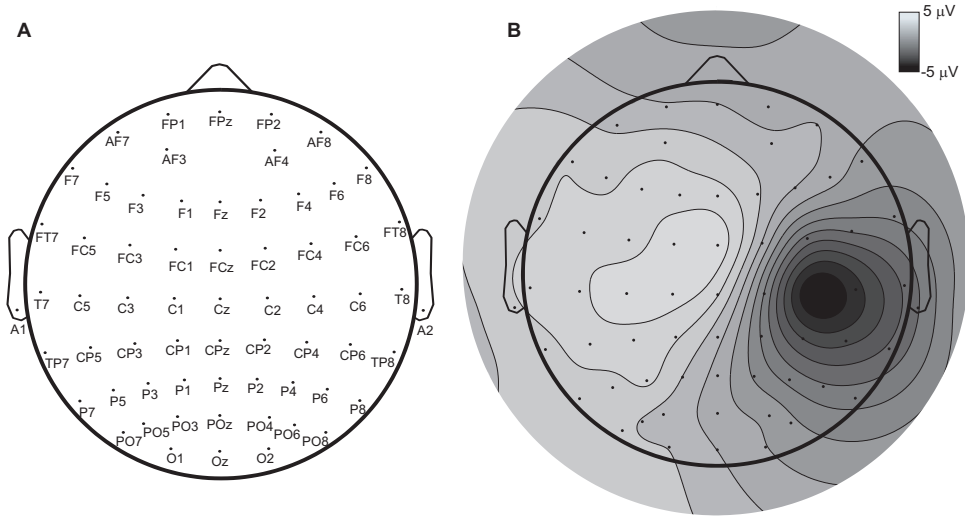 A
B
5 µV
-5 µV
FP1 FPz FP2
AF7 AF8
AF3 AF4
F7 F5 F3 F1 Fz F2 F4 F6 F8
FT7 FC5 FC3 FC1 FCz FC2 FC4 FC6 FT8
T7 C5 C3 C1 Cz C2 C4 C6 T8
A1 A2
TP7 CP5 CP3 CP1 CPz CP2 CP4 CP6 TP8
P7 P5 P3 P1 Pz P2 P4 P6 P8
PO7 PO5 PO3 POz PO4 PO6 PO8
O1 Oz O2